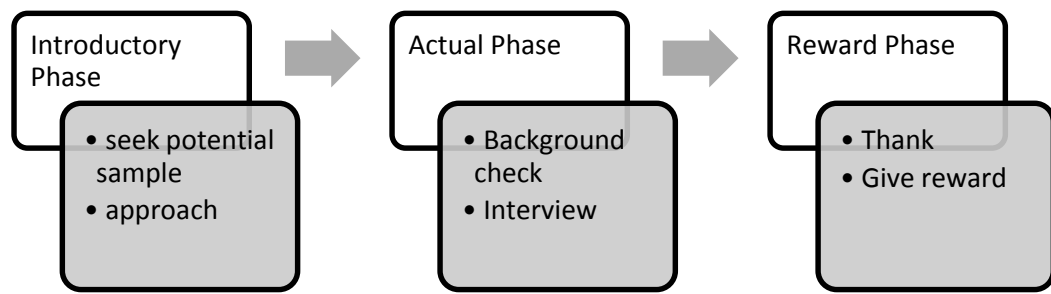 Introductory
Phase
• seek potential
sample
• approach
Actual Phase
• Background
check
• Interview
Reward Phase
• Thank
• Give reward